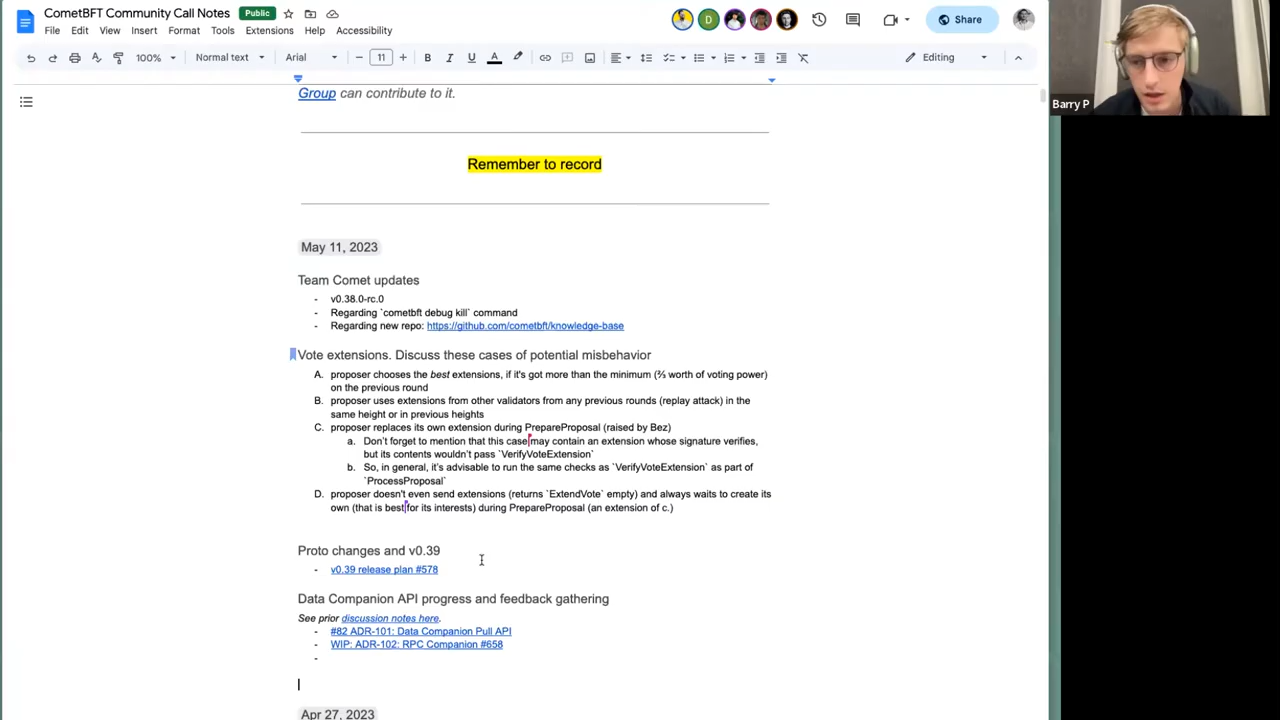 CometBFT Community Call Notes
Public
File Edit View Insert Format Tools Extensions Help Accessibility
D
Share
100%
Normal text
Arial
11
B I U A
Editing
Barry P
Group can contribute to it.
Remember to record
May 11, 2023
Team Comet updates
- v0.38.0-rc.0
- Regarding `cometbft debug kill` command
- Regarding new repo: https://github.com/cometbft/knowledge-base
Vote extensions. Discuss these cases of potential misbehavior
A. proposer chooses the best extensions, if it's got more than the minimum (⅔ worth of voting power)
on the previous round
B. proposer uses extensions from other validators from any previous rounds (replay attack) in the
same height or in previous heights
C. proposer replaces its own extension during PrepareProposal (raised by Bez)
a. Don't forget to mention that this case may contain an extension whose signature verifies,
but its contents wouldn't pass `VerifyVoteExtension`
b. So, in general, it's advisable to run the same checks as `VerifyVoteExtension` as part of
`ProcessProposal`
D. proposer doesn't even send extensions (returns `ExtendVote` empty) and always waits to create its
own (that is best for its interests) during PrepareProposal (an extension of c.)
Proto changes and v0.39
- v0.39 release plan #578
Data Companion API progress and feedback gathering
See prior discussion notes here.
- #82 ADR-101: Data Companion Pull API
- WIP: ADR-102: RPC Companion #658
-
Apr 27, 2023